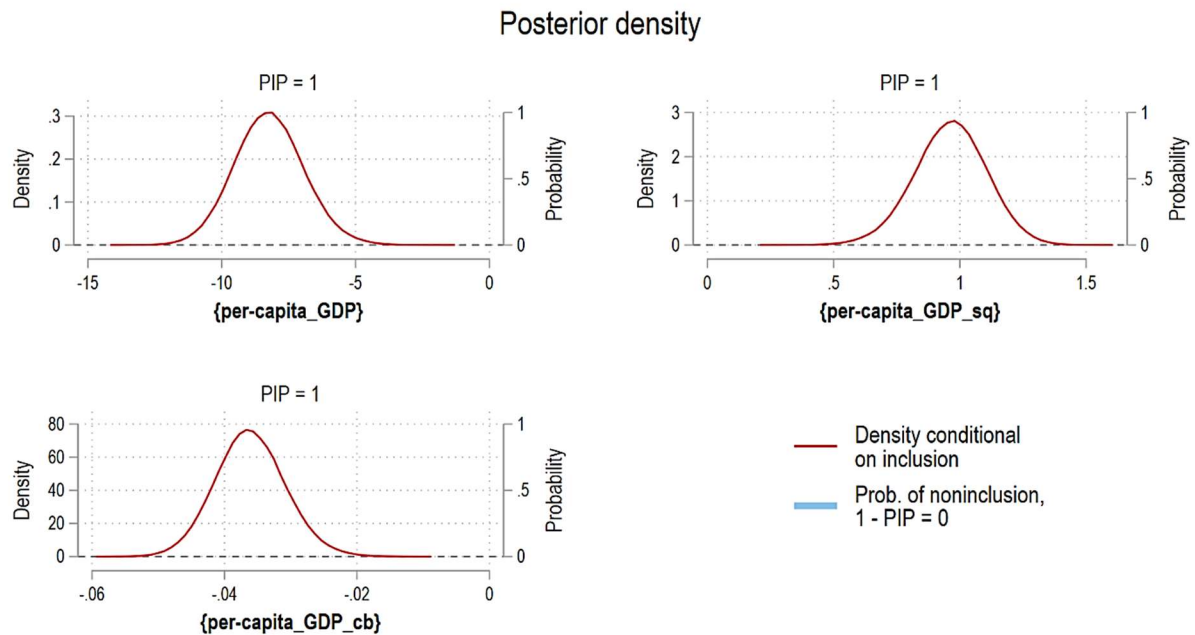 Posterior density
PIP = 1
.3
.2
.1
0
Density
1
.5
0
Probability
-15
-10
-5
0
{per-capita_GDP}
PIP = 1
3
2
1
0
Density
1
.5
0
Probability
0
.5
1
1.5
{per-capita_GDP_sq}
PIP = 1
80
60
40
20
0
Density
1
.5
0
Probability
-.06
-.04
-.02
0
{per-capita_GDP_cb}
Density conditional
on inclusion
Prob. of noninclusion,
1 - PIP = 0